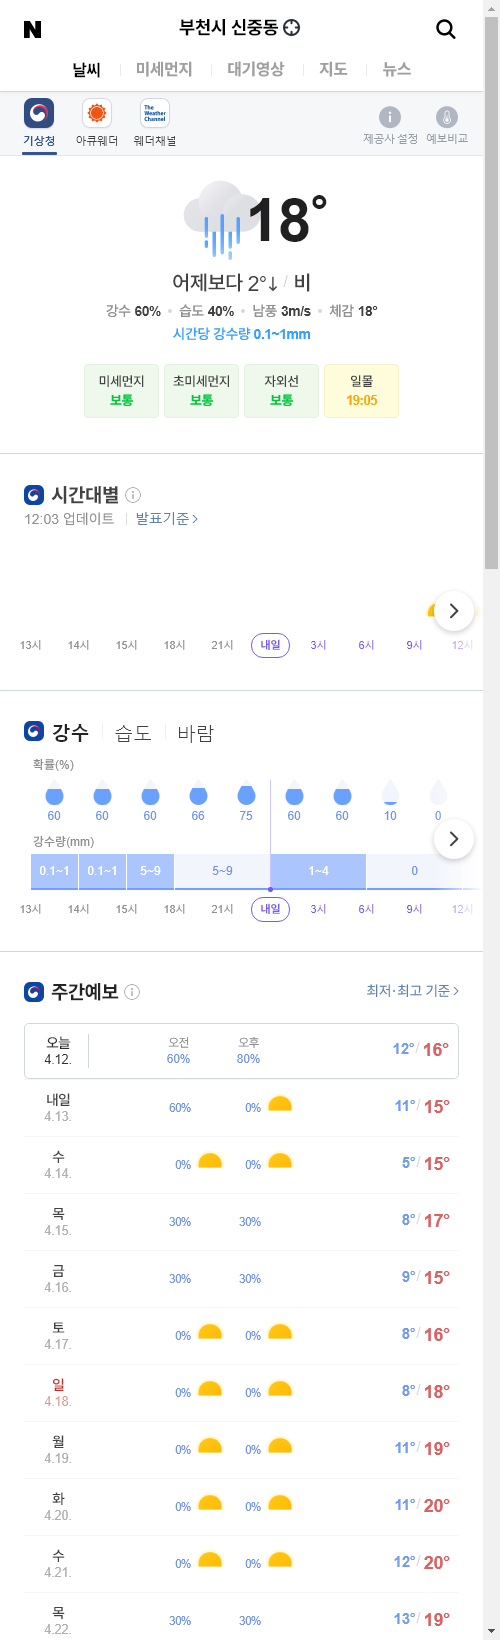 N
부천시 신중동
날씨 미세먼지 대기영상 지도 뉴스
The Weather Channel
기상청 아큐웨더 웨더채널 제공사 설정 예보비교
18°
어제보다 2°↓ / 비
강수 60% 습도 40% 남풍 3m/s 체감 18°
시간당 강수량 0.1~1mm
미세먼지 초미세먼지 자외선 일몰
보통 보통 보통 19:05
시간대별
12:03 업데이트 발표기준
13시 14시 15시 18시 21시 내일 3시 6시 9시 12시
강수 습도 바람
확률(%)
60 60 60 66 75 60 60 10 0
강수량(mm)
0.1~1 0.1~1 5~9 5~9 1~4 0
13시 14시 15시 18시 21시 내일 3시 6시 9시 12시
주간예보 최저·최고 기준
오늘 오전 오후
4.12. 60% 80% 12°/ 16°
내일
4.13. 60% 0% 11°/ 15°
수
4.14. 0% 0% 5°/ 15°
목
4.15. 30% 30% 8°/ 17°
금
4.16. 30% 30% 9°/ 15°
토
4.17. 0% 0% 8°/ 16°
일
4.18. 0% 0% 8°/ 18°
월
4.19. 0% 0% 11°/ 19°
화
4.20. 0% 0% 11°/ 20°
수
4.21. 0% 0% 12°/ 20°
목
4.22. 30% 30% 13°/ 19°